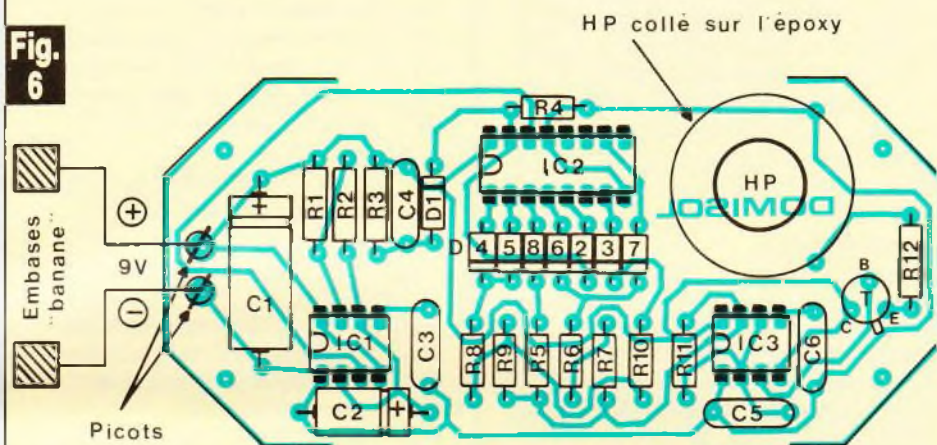 Fig.
6
HP collé sur l'époxy
Embases
"banane"
+
9V
−
Picots
C1
+
R1
R2
R3
C4
D1
R4
IC2
D 4 5 8 6 2 3 7
HP
DOMISOL
R12
B
T
C
E
IC1
C3
C2
+
R8
R9
R5
R6
R7
R10
R11
IC3
C6
C5